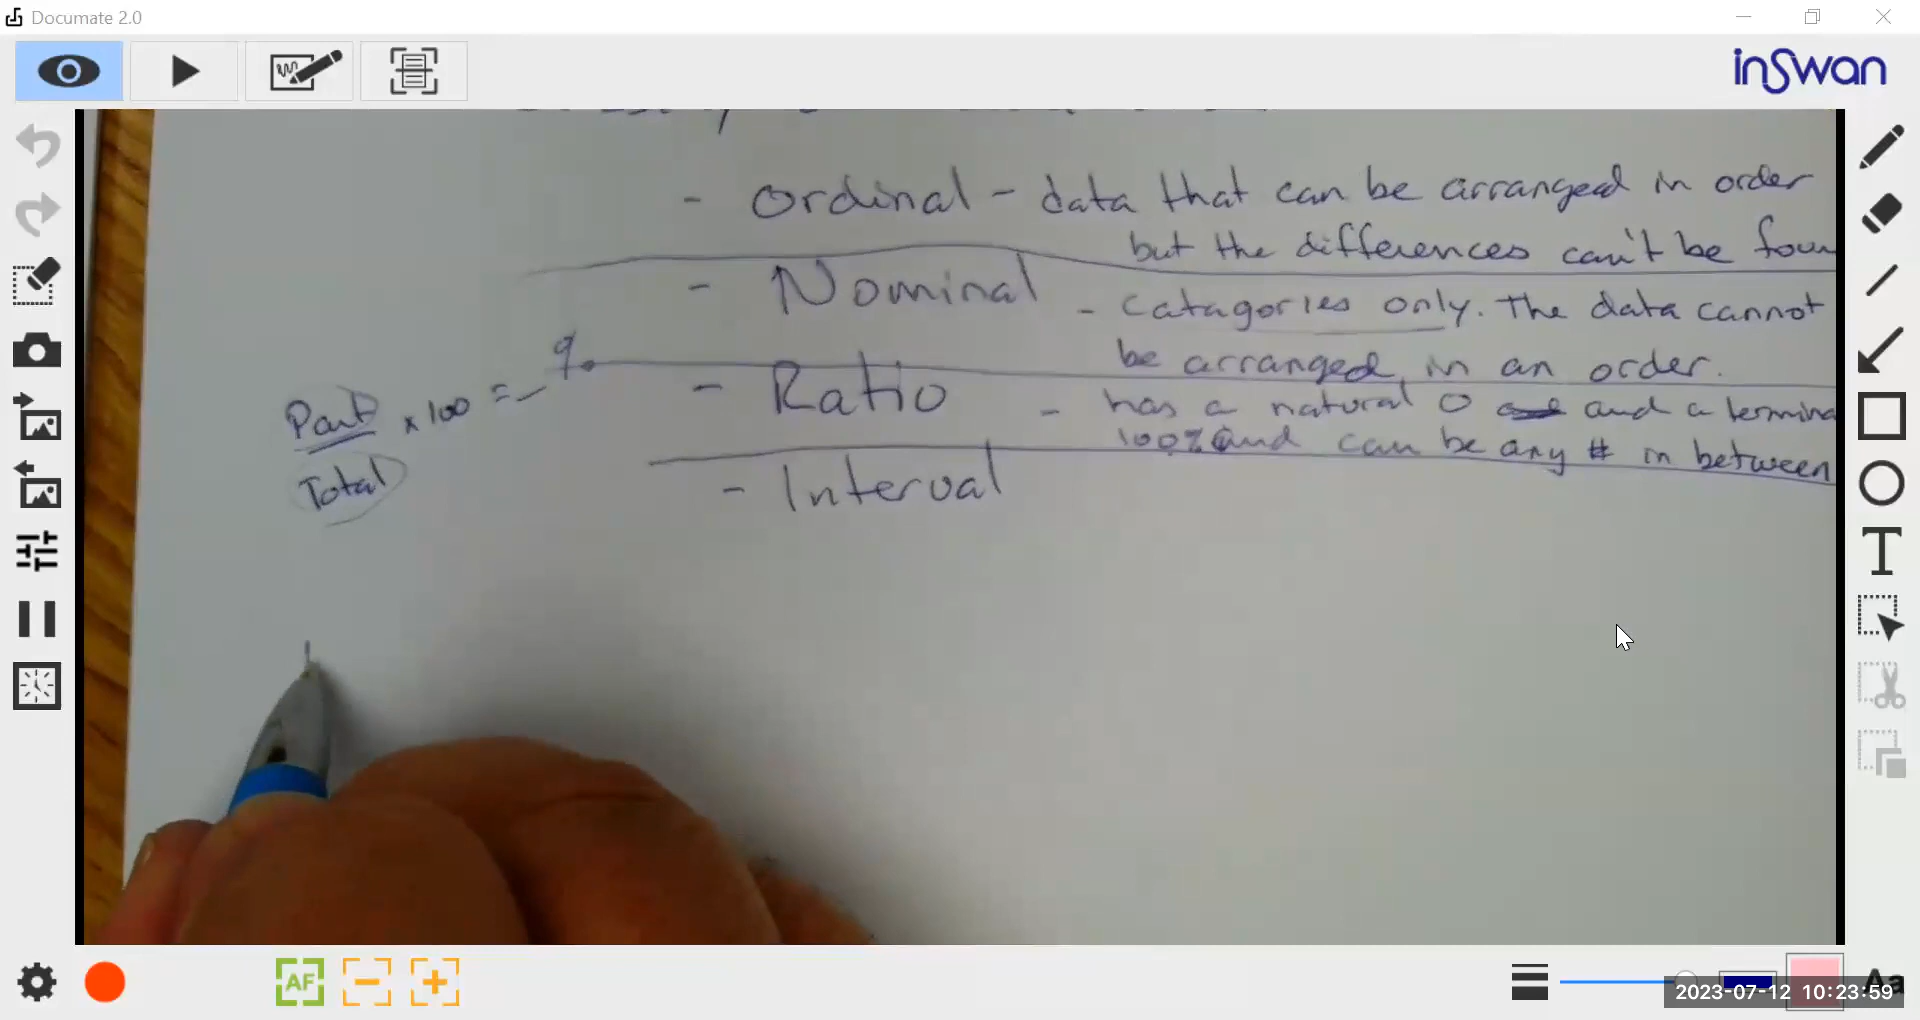 Documate 2.0
inSwan
- Ordinal - data that can be arranged in order
but the differences can't be foun
- Nominal - catagories only. The data cannot
be arranged in an order.
Part x 100 = _ %
Total
- Ratio - has a natural 0 and a termina
100% and can be any # in between
- Interval
T
AF
Aa
2023-07-12 10:23:59